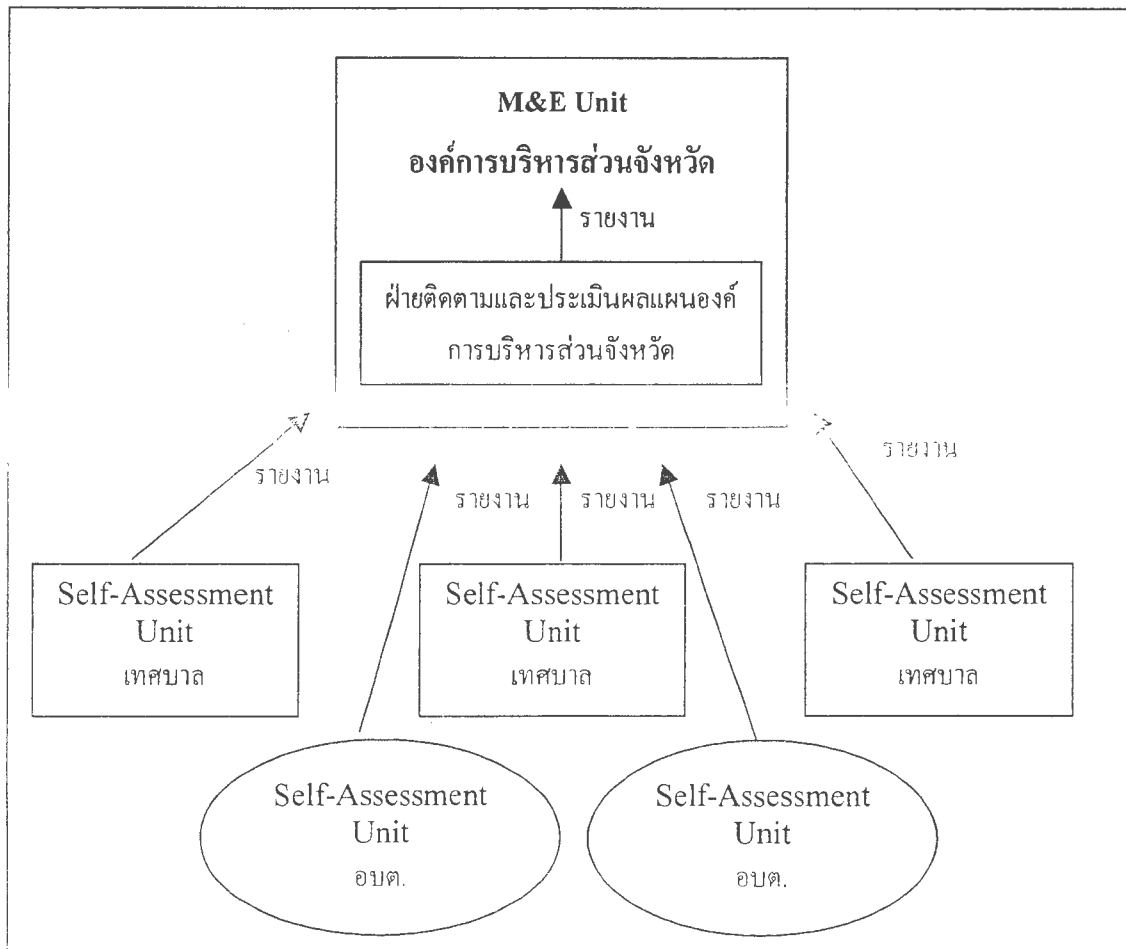 M&E Unit
องค์การบริหารส่วนจังหวัด
รายงาน
ฝ่ายติดตามและประเมินผลแผนองค์
การบริหารส่วนจังหวัด
รายงาน
รายงาน
รายงาน
รายงาน
รายงาน
Self-Assessment
Unit
เทศบาล
Self-Assessment
Unit
เทศบาล
Self-Assessment
Unit
เทศบาล
Self-Assessment
Unit
อบต.
Self-Assessment
Unit
อบต.